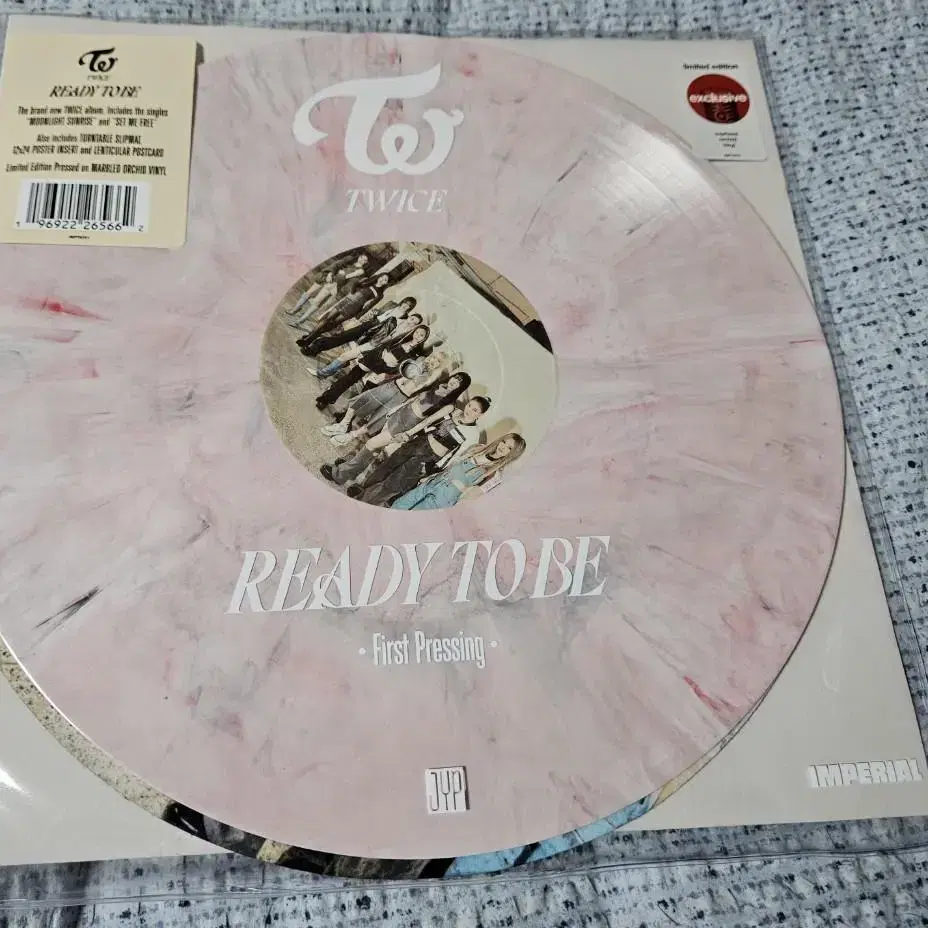 TWICE
READY TO BE
The brand new TWICE album. Includes the singles
"MOONLIGHT SUNRISE" and "SET ME FREE"
Also includes TURNTABLE SLIPMAT,
12x24 POSTER INSERT and LENTICULAR POSTCARD
Limited Edition Pressed on MARBLED ORCHID VINYL
1 96922 26566 2
limited edition
exclusive
TWICE
READY TO BE
• First Pressing •
JYP
IMPERIAL